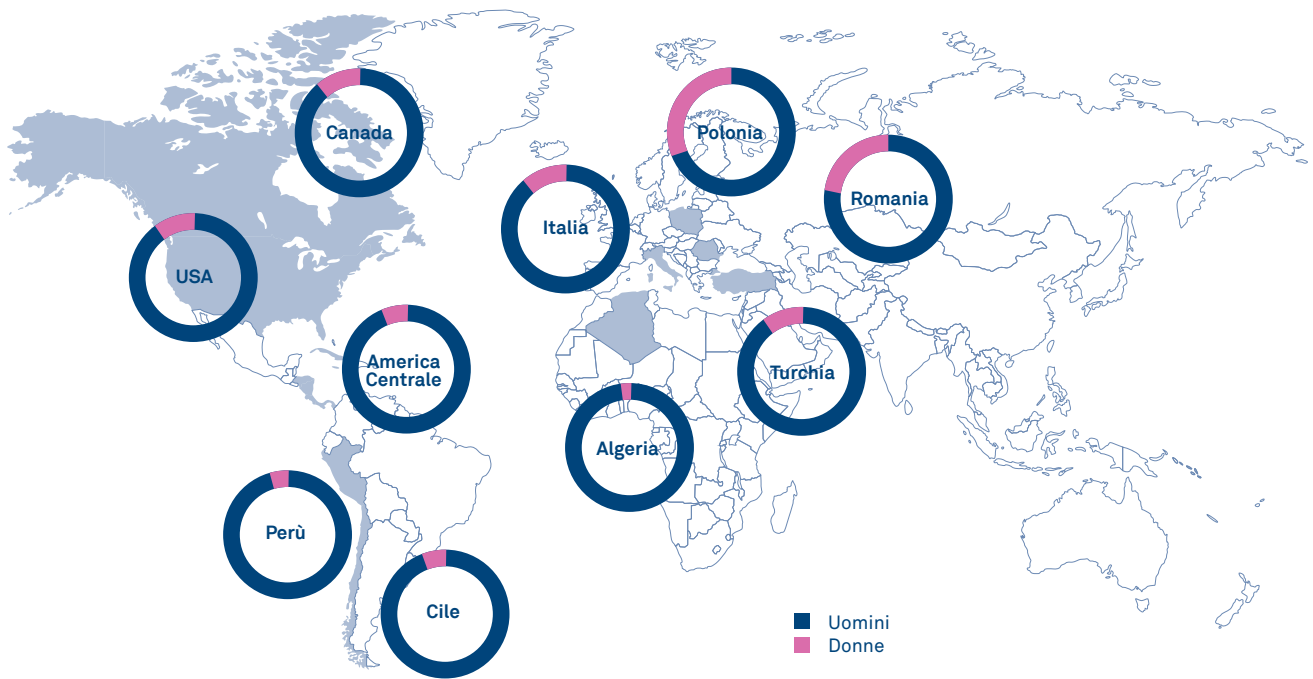 Canada
Polonia
Romania
Italia
USA
America
Centrale
Turchia
Algeria
Perù
Cile
Uomini
Donne